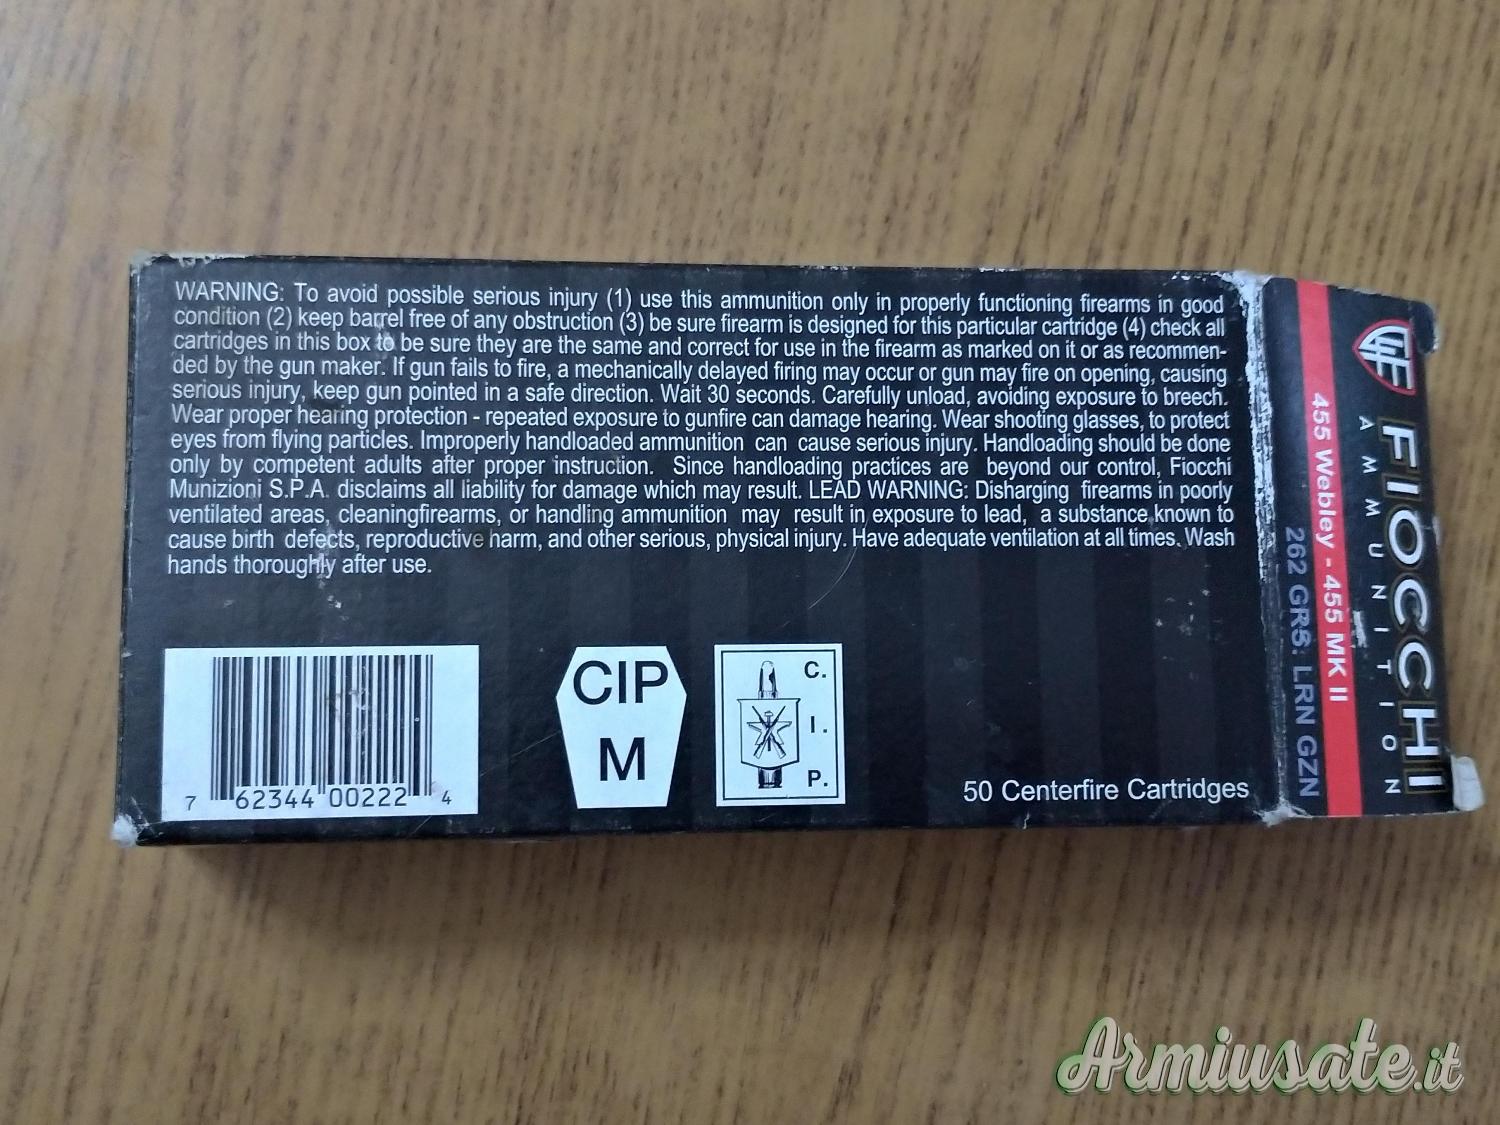 WARNING: To avoid possible serious injury (1) use this ammunition only in properly functioning firearms in good
condition (2) keep barrel free of any obstruction (3) be sure firearm is designed for this particular cartridge (4) check all
cartridges in this box to be sure they are the same and correct for use in the firearm as marked on it or as recommen-
ded by the gun maker. If gun fails to fire, a mechanically delayed firing may occur or gun may fire on opening, causing
serious injury, keep gun pointed in a safe direction. Wait 30 seconds. Carefully unload, avoiding exposure to breech.
Wear proper hearing protection - repeated exposure to gunfire can damage hearing. Wear shooting glasses, to protect
eyes from flying particles. Improperly handloaded ammunition can cause serious injury. Handloading should be done
only by competent adults after proper instruction. Since handloading practices are beyond our control, Fiocchi
Munizioni S.P.A. disclaims all liability for damage which may result. LEAD WARNING: Disharging firearms in poorly
ventilated areas, cleaningfirearms, or handling ammunition may result in exposure to lead, a substance known to
cause birth defects, reproductive harm, and other serious, physical injury. Have adequate ventilation at all times. Wash
hands thoroughly after use.
7 62344 00222 4
CIP
M
C.
I.
P.
50 Centerfire Cartridges
GFL
FIOCCHI
AMMUNITION
455 Webley - 455 MK II
262 GRS. LRN GZN
Armiusate.it